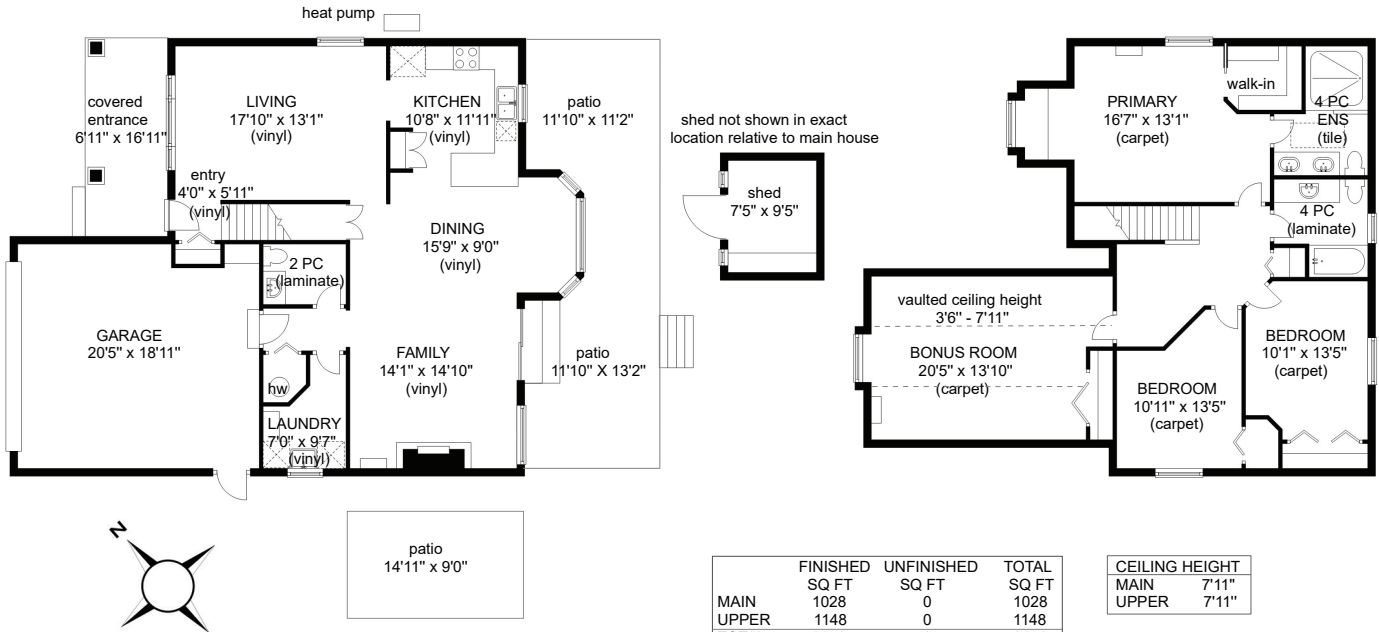 heat pump
covered
entrance
6'11" x 16'11"
LIVING
17'10" x 13'1"
(vinyl)
KITCHEN
10'8" x 11'11"
(vinyl)
patio
11'10" x 11'2"
entry
4'0" x 5'11"
(vinyl)
DINING
15'9" x 9'0"
(vinyl)
2 PC
(laminate)
GARAGE
20'5" x 18'11"
FAMILY
14'1" x 14'10"
(vinyl)
patio
11'10" X 13'2"
hw
LAUNDRY
7'0" x 9'7"
(vinyl)
N
patio
14'11" x 9'0"
shed not shown in exact
location relative to main house
shed
7'5" x 9'5"
PRIMARY
16'7" x 13'1"
(carpet)
walk-in
4 PC
ENS
(tile)
4 PC
(laminate)
vaulted ceiling height
3'6" - 7'11"
BONUS ROOM
20'5" x 13'10"
(carpet)
BEDROOM
10'11" x 13'5"
(carpet)
BEDROOM
10'1" x 13'5"
(carpet)
FINISHED UNFINISHED TOTAL
SQ FT SQ FT SQ FT
MAIN 1028 0 1028
UPPER 1148 0 1148
CEILING HEIGHT
MAIN 7'11"
UPPER 7'11"